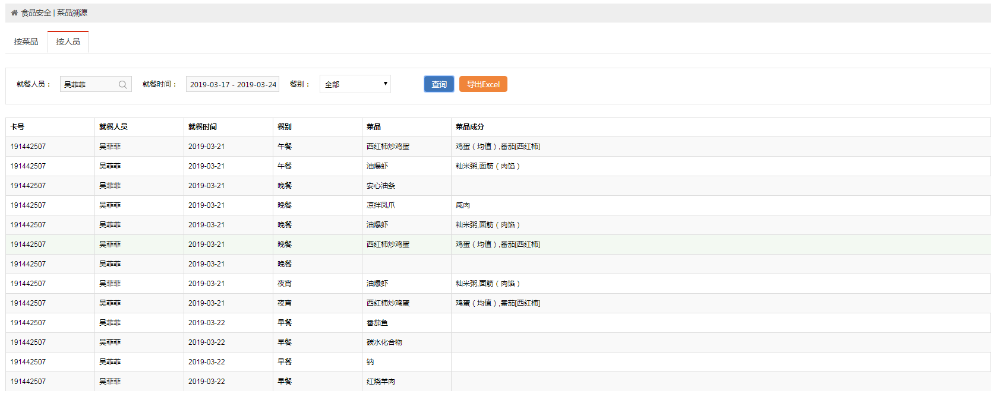 食品安全 | 菜品溯源
按菜品 按人员
就餐人员： 吴菲菲 就餐时间： 2019-03-17 - 2019-03-24 餐别： 全部 查询 导出Excel
卡号 就餐人员 就餐时间 餐别 菜品 菜品成分
191442507 吴菲菲 2019-03-21 午餐 西红柿炒鸡蛋 鸡蛋（均值）,番茄[西红柿]
191442507 吴菲菲 2019-03-21 午餐 油爆虾 籼米粥,面筋（肉馅）
191442507 吴菲菲 2019-03-21 晚餐 安心油条
191442507 吴菲菲 2019-03-21 晚餐 凉拌凤爪 咸肉
191442507 吴菲菲 2019-03-21 晚餐 油爆虾 籼米粥,面筋（肉馅）
191442507 吴菲菲 2019-03-21 晚餐 西红柿炒鸡蛋 鸡蛋（均值）,番茄[西红柿]
191442507 吴菲菲 2019-03-21 晚餐
191442507 吴菲菲 2019-03-21 夜宵 油爆虾 籼米粥,面筋（肉馅）
191442507 吴菲菲 2019-03-21 夜宵 西红柿炒鸡蛋 鸡蛋（均值）,番茄[西红柿]
191442507 吴菲菲 2019-03-22 早餐 番茄鱼
191442507 吴菲菲 2019-03-22 早餐 碳水化合物
191442507 吴菲菲 2019-03-22 早餐 钠
191442507 吴菲菲 2019-03-22 早餐 红烧羊肉